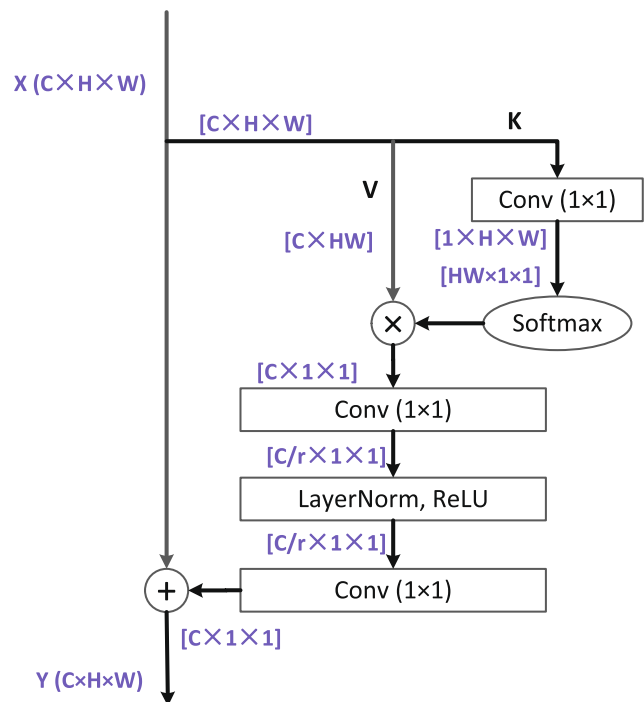 X (C×H×W)
[C×H×W]
K
V
Conv (1×1)
[C×HW]
[1×H×W]
[HW×1×1]
×
Softmax
[C×1×1]
Conv (1×1)
[C/r×1×1]
LayerNorm, ReLU
[C/r×1×1]
+
Conv (1×1)
[C×1×1]
Y (C×H×W)